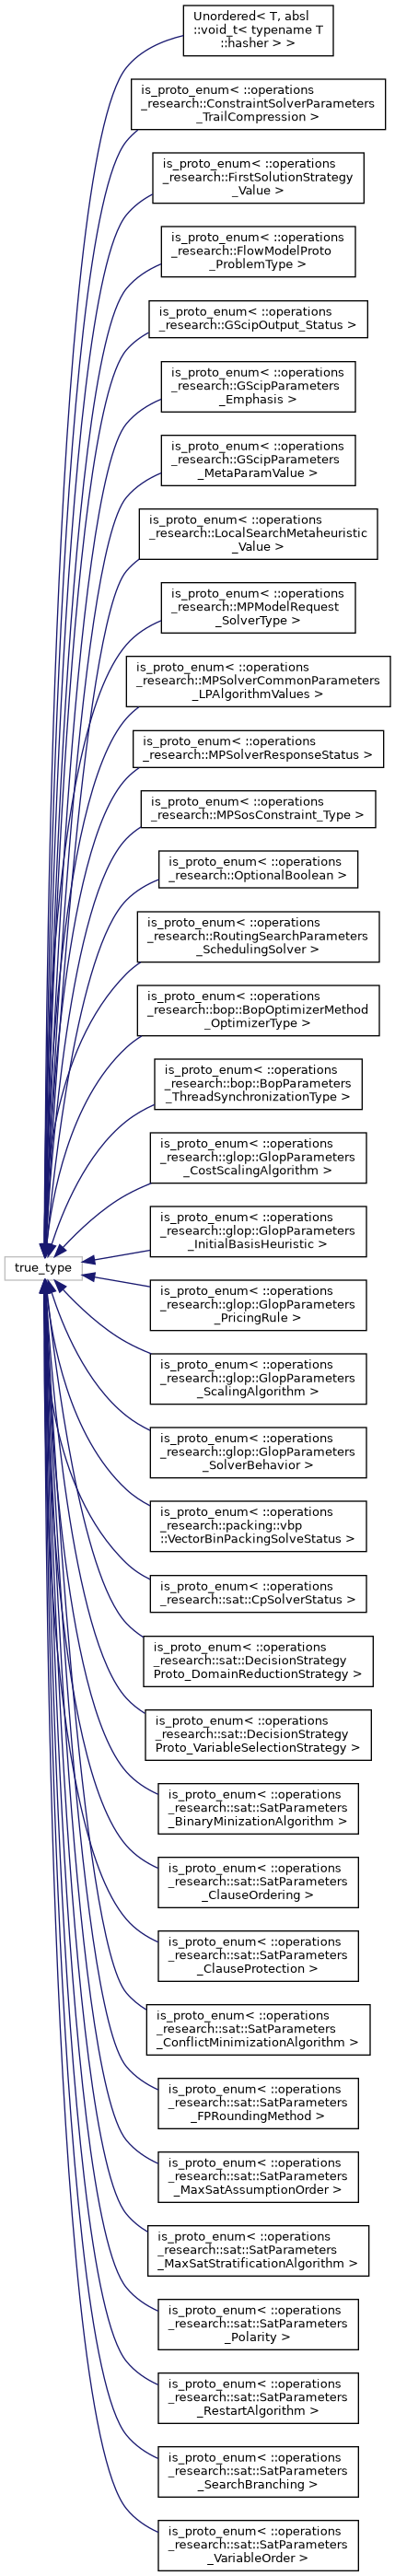 Unordered< T, absl
::void_t< typename T
::hasher > >
is_proto_enum< ::operations
_research::ConstraintSolverParameters
_TrailCompression >
is_proto_enum< ::operations
_research::FirstSolutionStrategy
_Value >
is_proto_enum< ::operations
_research::FlowModelProto
_ProblemType >
is_proto_enum< ::operations
_research::GScipOutput_Status >
is_proto_enum< ::operations
_research::GScipParameters
_Emphasis >
is_proto_enum< ::operations
_research::GScipParameters
_MetaParamValue >
is_proto_enum< ::operations
_research::LocalSearchMetaheuristic
_Value >
is_proto_enum< ::operations
_research::MPModelRequest
_SolverType >
is_proto_enum< ::operations
_research::MPSolverCommonParameters
_LPAlgorithmValues >
is_proto_enum< ::operations
_research::MPSolverResponseStatus >
is_proto_enum< ::operations
_research::MPSosConstraint_Type >
is_proto_enum< ::operations
_research::OptionalBoolean >
is_proto_enum< ::operations
_research::RoutingSearchParameters
_SchedulingSolver >
is_proto_enum< ::operations
_research::bop::BopOptimizerMethod
_OptimizerType >
is_proto_enum< ::operations
_research::bop::BopParameters
_ThreadSynchronizationType >
is_proto_enum< ::operations
_research::glop::GlopParameters
_CostScalingAlgorithm >
is_proto_enum< ::operations
_research::glop::GlopParameters
_InitialBasisHeuristic >
true_type
is_proto_enum< ::operations
_research::glop::GlopParameters
_PricingRule >
is_proto_enum< ::operations
_research::glop::GlopParameters
_ScalingAlgorithm >
is_proto_enum< ::operations
_research::glop::GlopParameters
_SolverBehavior >
is_proto_enum< ::operations
_research::packing::vbp
::VectorBinPackingSolveStatus >
is_proto_enum< ::operations
_research::sat::CpSolverStatus >
is_proto_enum< ::operations
_research::sat::DecisionStrategy
Proto_DomainReductionStrategy >
is_proto_enum< ::operations
_research::sat::DecisionStrategy
Proto_VariableSelectionStrategy >
is_proto_enum< ::operations
_research::sat::SatParameters
_BinaryMinizationAlgorithm >
is_proto_enum< ::operations
_research::sat::SatParameters
_ClauseOrdering >
is_proto_enum< ::operations
_research::sat::SatParameters
_ClauseProtection >
is_proto_enum< ::operations
_research::sat::SatParameters
_ConflictMinimizationAlgorithm >
is_proto_enum< ::operations
_research::sat::SatParameters
_FPRoundingMethod >
is_proto_enum< ::operations
_research::sat::SatParameters
_MaxSatAssumptionOrder >
is_proto_enum< ::operations
_research::sat::SatParameters
_MaxSatStratificationAlgorithm >
is_proto_enum< ::operations
_research::sat::SatParameters
_Polarity >
is_proto_enum< ::operations
_research::sat::SatParameters
_RestartAlgorithm >
is_proto_enum< ::operations
_research::sat::SatParameters
_SearchBranching >
is_proto_enum< ::operations
_research::sat::SatParameters
_VariableOrder >